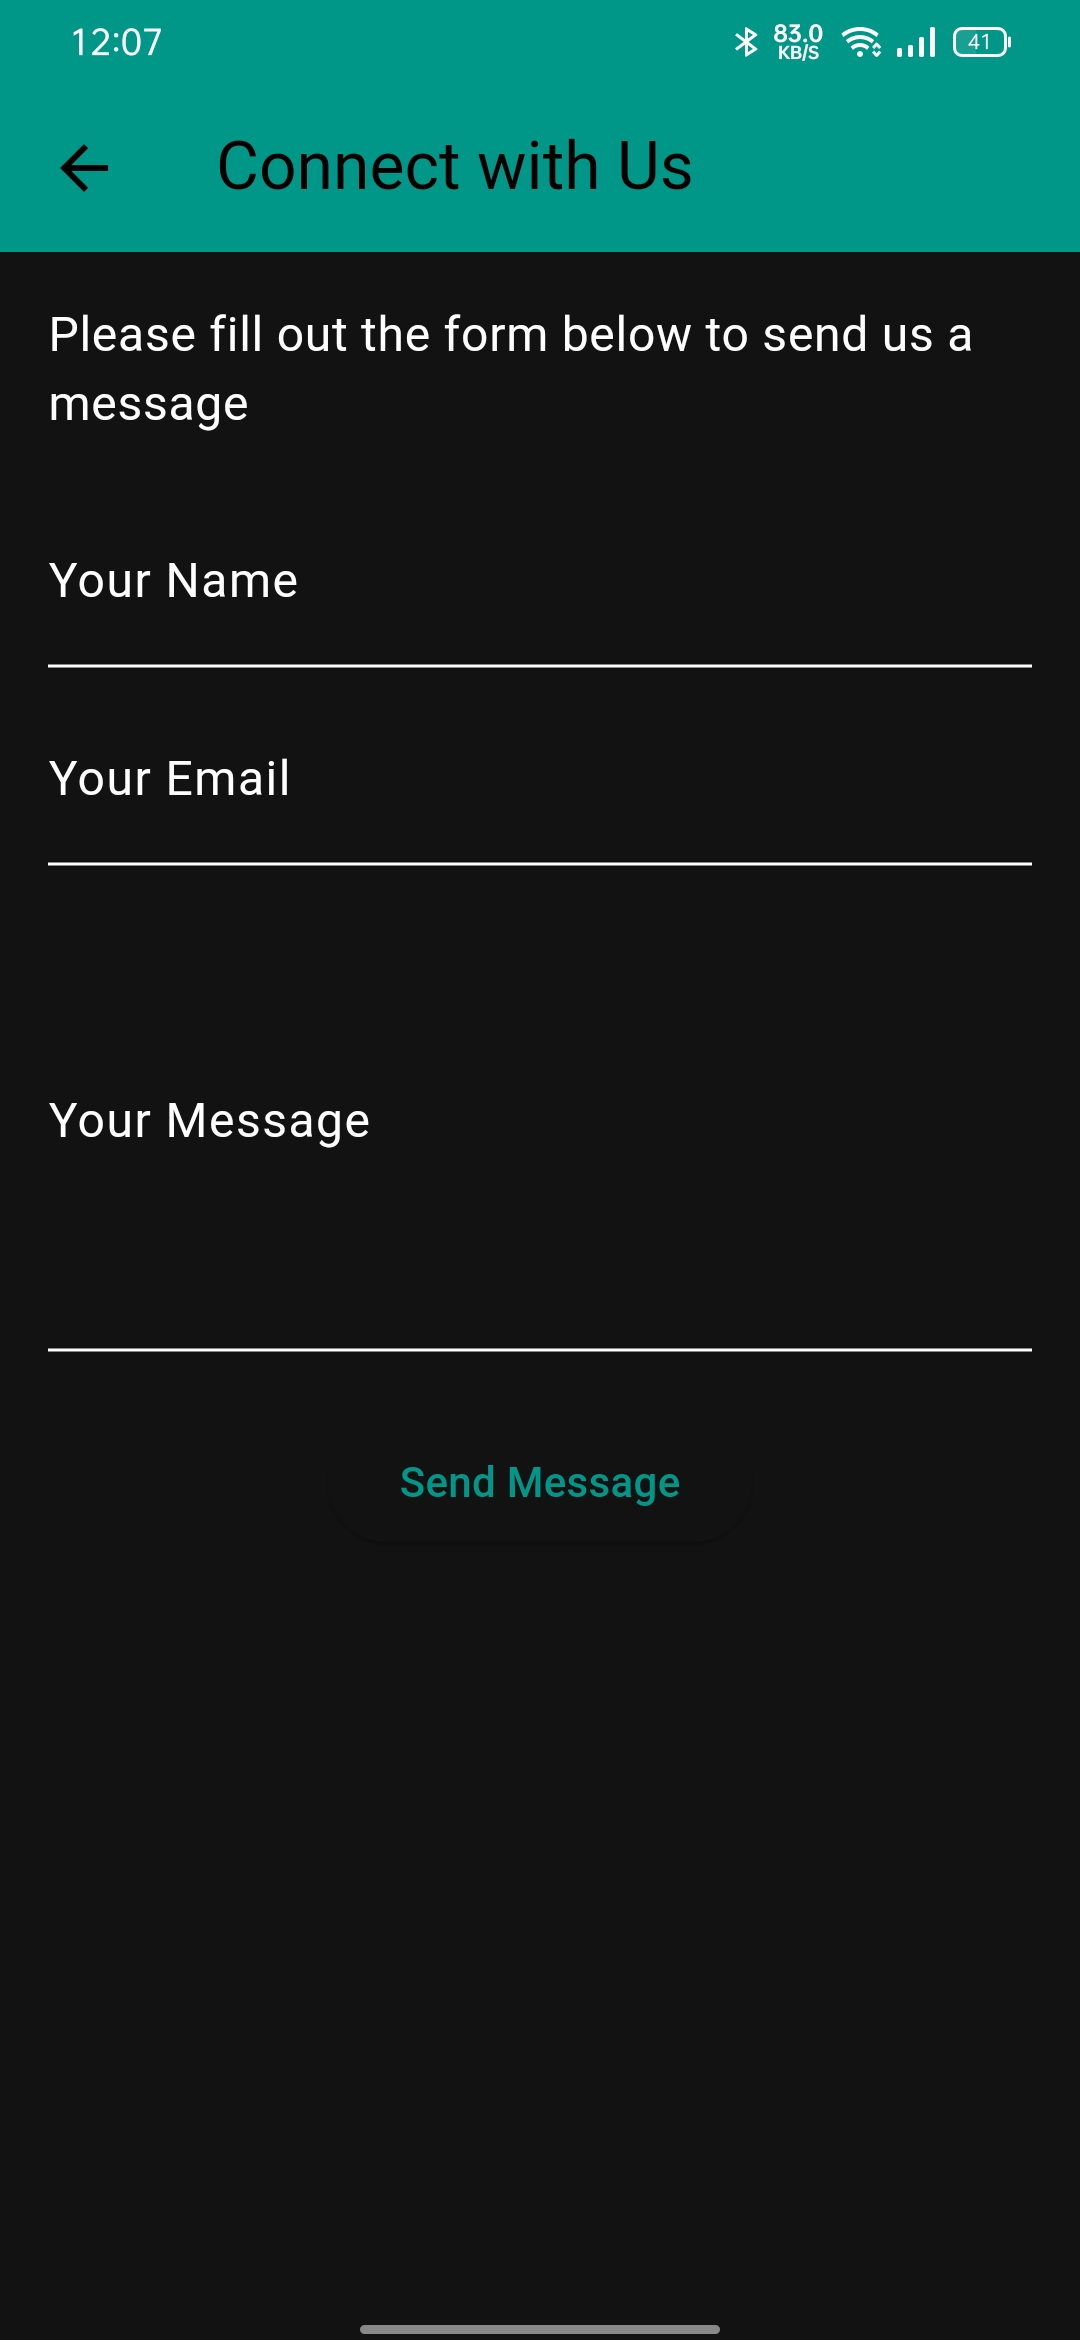 12:07
83.0
KB/S
41
Connect with Us
Please fill out the form below to send us a
message
Your Name
Your Email
Your Message
Send Message